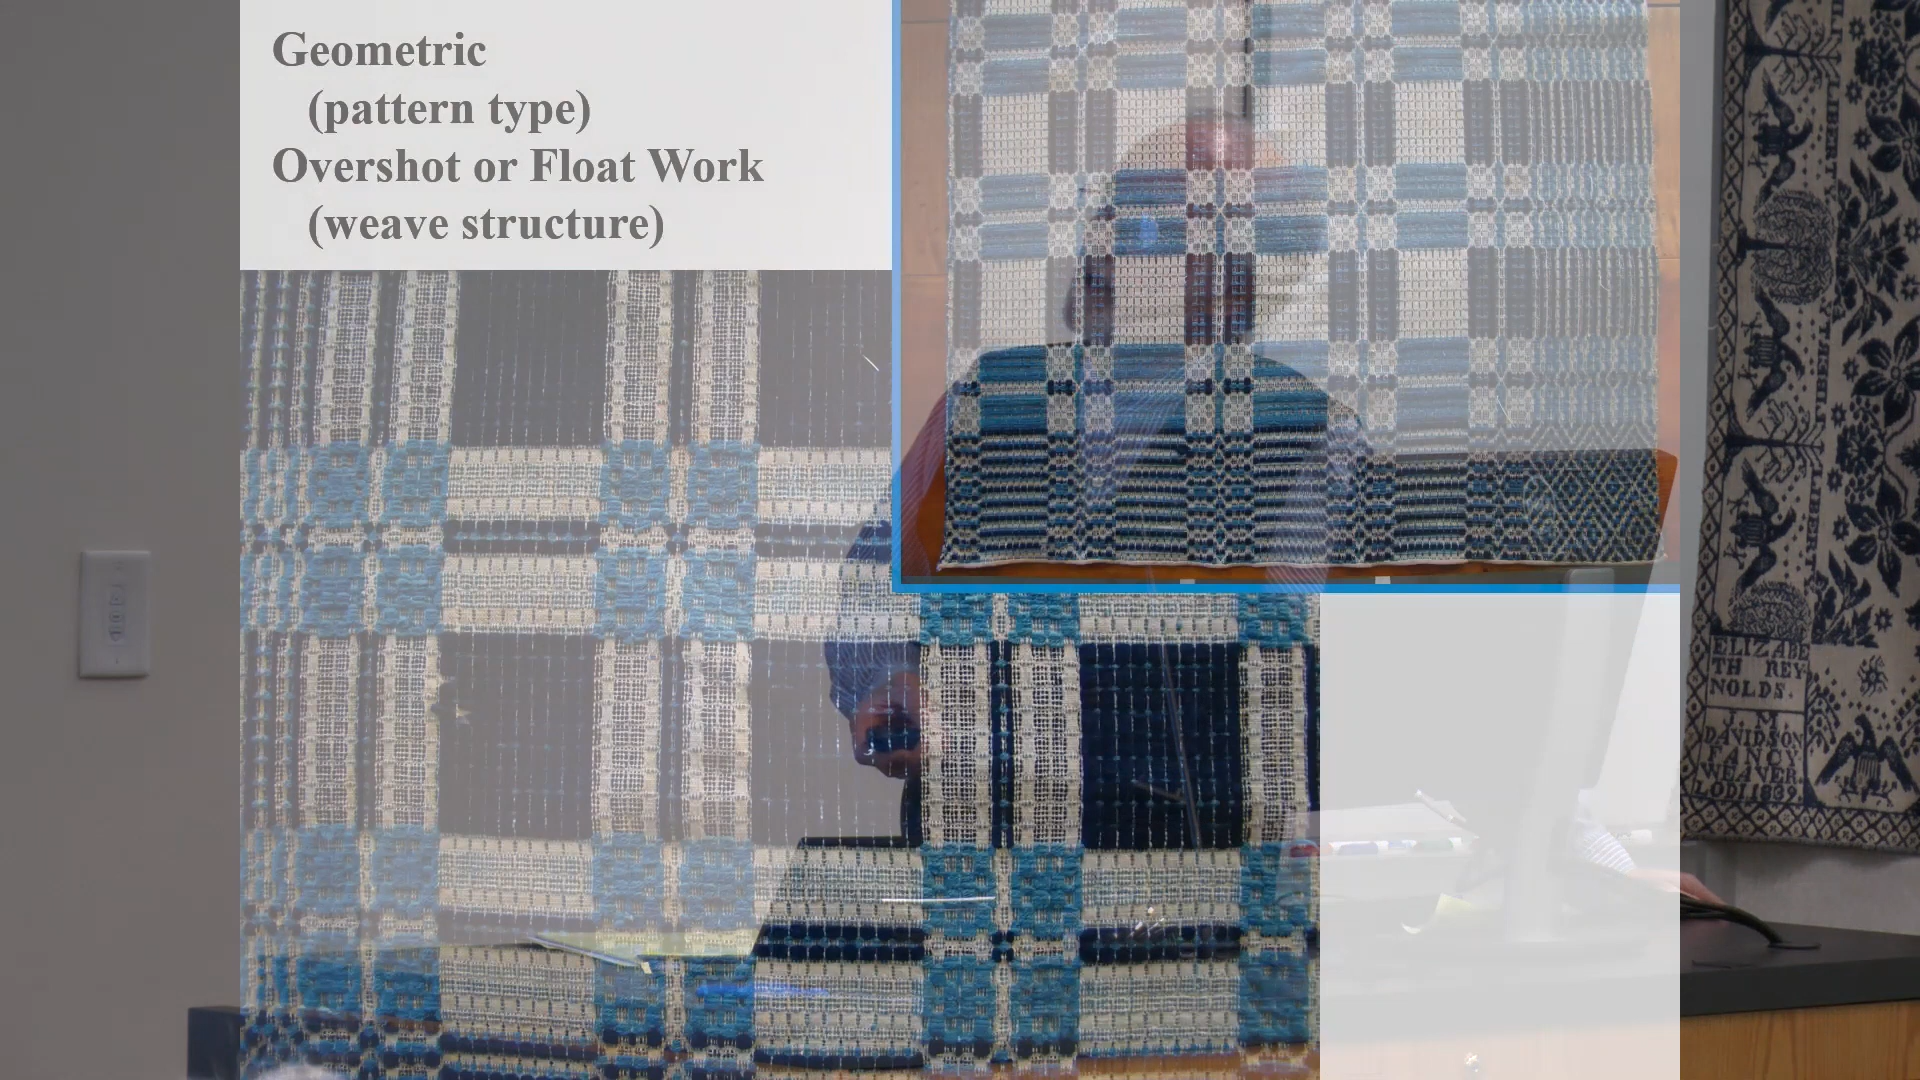 Geometric
(pattern type)
Overshot or Float Work
(weave structure)
ELIZABE
TH REY
NOLDS.
J. DAVIDSON
FANCY
WEAVER.
LODI 1839